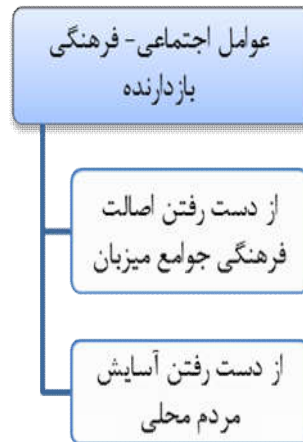 عوامل اجتماعی- فرهنگی
بازدارنده
از دست رفتن اصالت
فرهنگی جوامع میزبان
از دست رفتن آسایش
مردم محلی